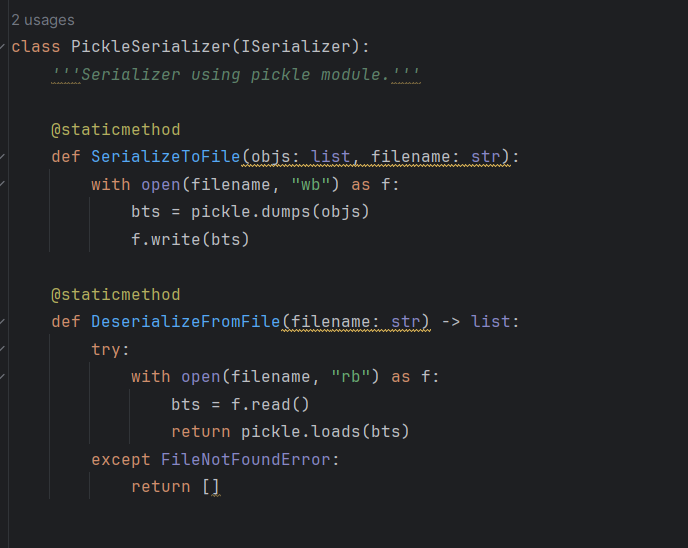 2 usages
class PickleSerializer(ISerializer):
    '''Serializer using pickle module.'''
    @staticmethod
    def SerializeToFile(objs: list, filename: str):
        with open(filename, "wb") as f:
            bts = pickle.dumps(objs)
            f.write(bts)
    @staticmethod
    def DeserializeFromFile(filename: str) -> list:
        try:
            with open(filename, "rb") as f:
                bts = f.read()
                return pickle.loads(bts)
        except FileNotFoundError:
            return []